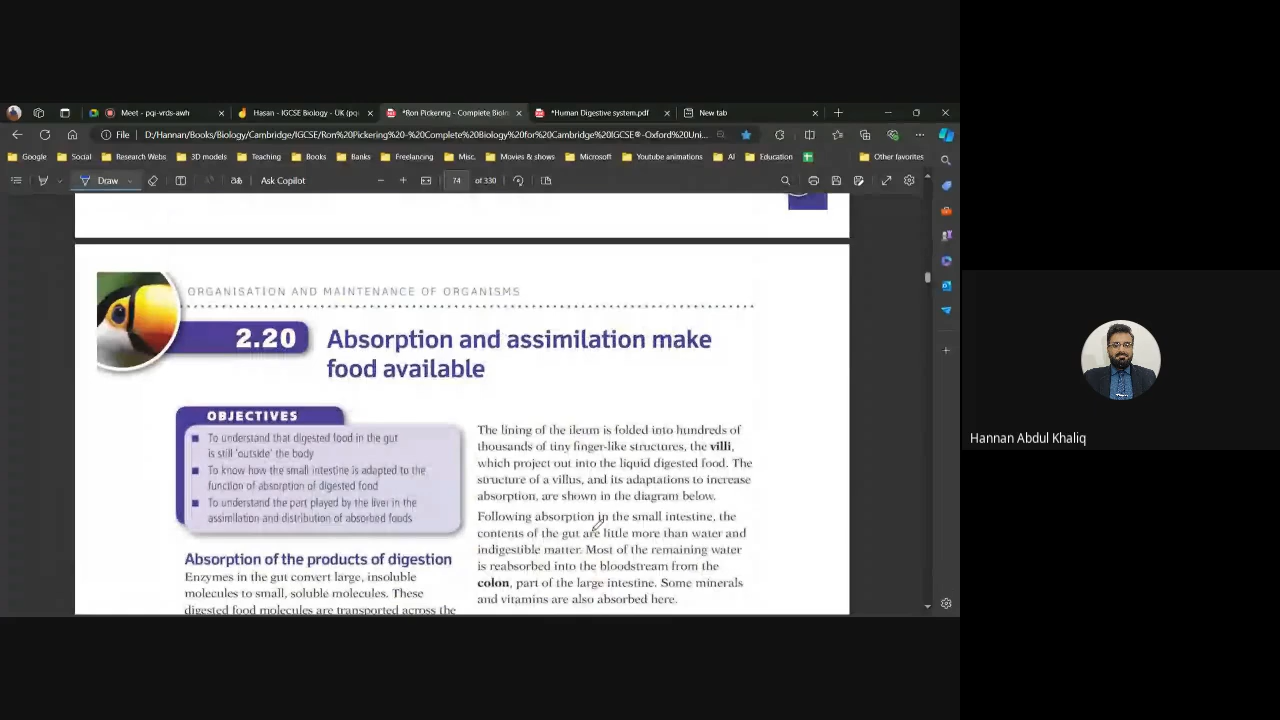 Meet - pqi-vrds-awh
Hasan - IGCSE Biology - UK (pq
*Ron Pickering - Complete Biolo
*Human Digestive system.pdf
New tab
File
D:/Hannan/Books/Biology/Cambridge/IGCSE/Ron%20Pickering%20-%20Complete%20Biology%20for%20Cambridge%20IGCSE®-Oxford%20Uni...
Google
Social
Research Webs
3D models
Teaching
Books
Banks
Freelancing
Misc.
Movies & shows
Microsoft
Youtube animations
AI
Education
Other favorites
Draw
Ask Copilot
74
of 330
ORGANISATION AND MAINTENANCE OF ORGANISMS
2.20
Absorption and assimilation make
food available
OBJECTIVES
To understand that digested food in the gut
is still 'outside' the body
To know how the small intestine is adapted to the
function of absorption of digested food
To understand the part played by the liver in the
assimilation and distribution of absorbed foods
Absorption of the products of digestion
Enzymes in the gut convert large, insoluble
molecules to small, soluble molecules. These
digested food molecules are transported across the
The lining of the ileum is folded into hundreds of
thousands of tiny finger-like structures, the villi,
which project out into the liquid digested food. The
structure of a villus, and its adaptations to increase
absorption, are shown in the diagram below.
Following absorption in the small intestine, the
contents of the gut are little more than water and
indigestible matter. Most of the remaining water
is reabsorbed into the bloodstream from the
colon, part of the large intestine. Some minerals
and vitamins are also absorbed here.
Hannan Abdul Khaliq